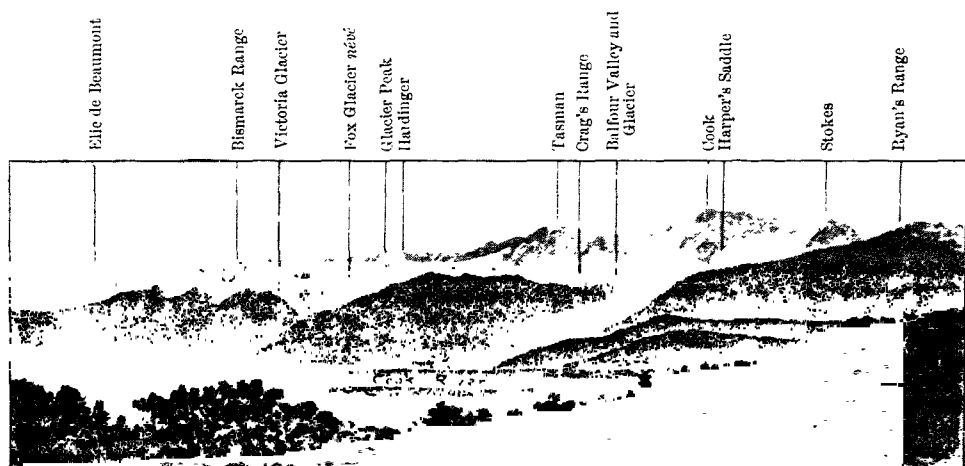 Elie de Beaumont
Bismarck Range
Victoria Glacier
Fox Glacier névé
Glacier Peak
Haidinger
Tasman
Crag's Range
Balfour Valley and
Glacier
Cook
Harper's Saddle
Stokes
Ryan's Range